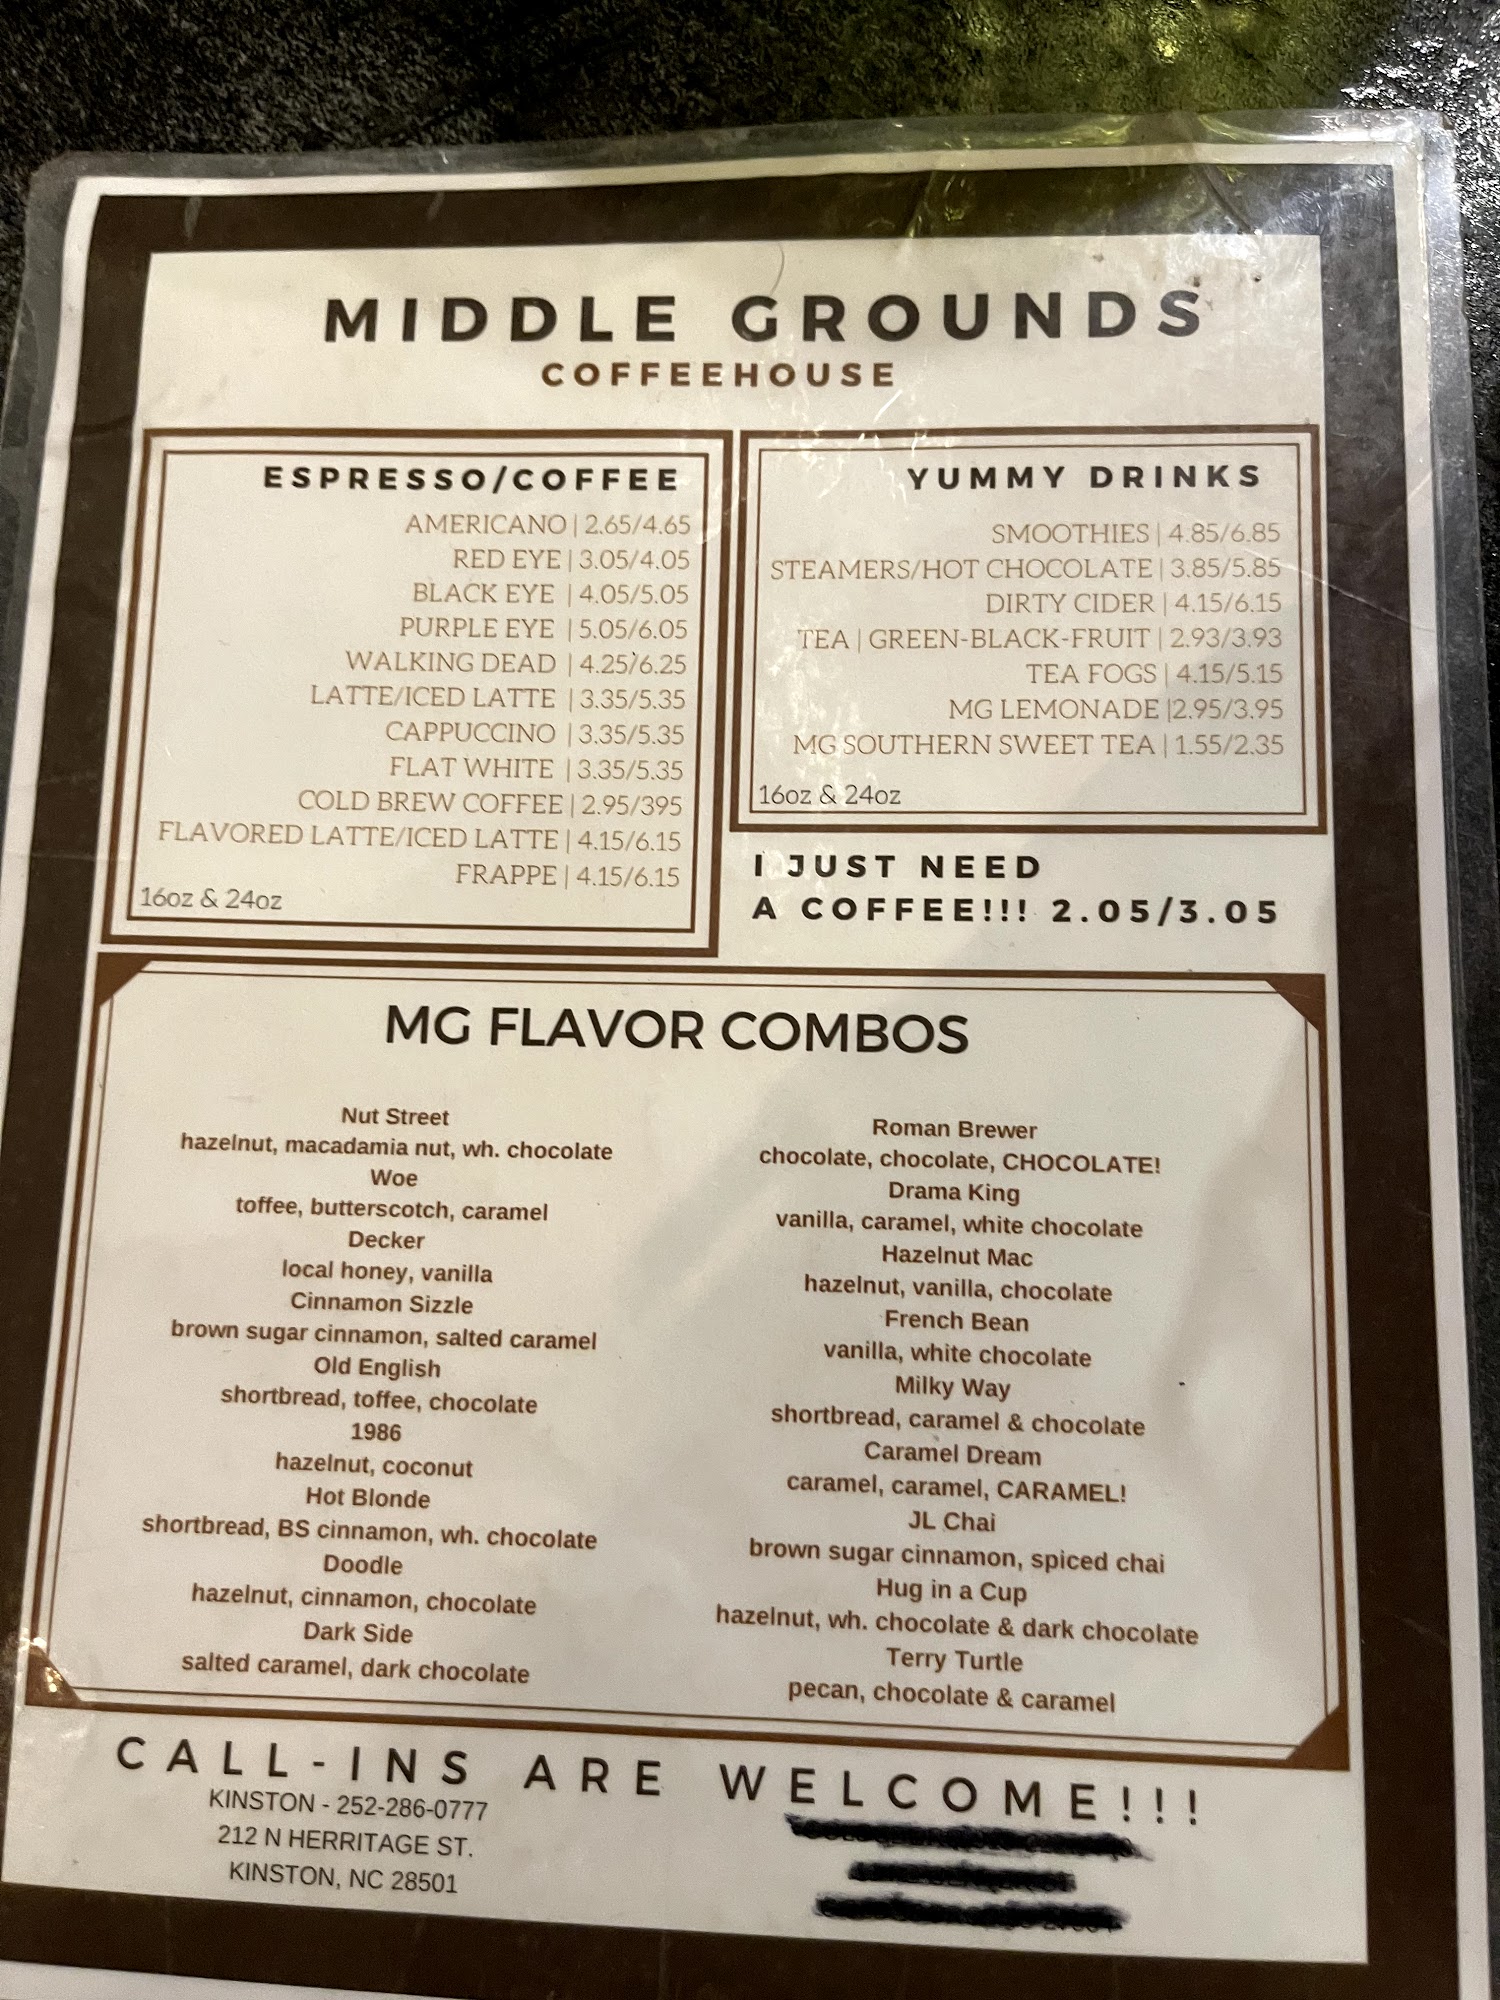 MIDDLE GROUNDS
COFFEEHOUSE
ESPRESSO/COFFEE
AMERICANO | 2.65/4.65
RED EYE | 3.05/4.05
BLACK EYE | 4.05/5.05
PURPLE EYE | 5.05/6.05
WALKING DEAD | 4.25/6.25
LATTE/ICED LATTE | 3.35/5.35
CAPPUCCINO | 3.35/5.35
FLAT WHITE | 3.35/5.35
COLD BREW COFFEE | 2.95/395
FLAVORED LATTE/ICED LATTE | 4.15/6.15
FRAPPE | 4.15/6.15
16oz & 24oz
YUMMY DRINKS
SMOOTHIES | 4.85/6.85
STEAMERS/HOT CHOCOLATE | 3.85/5.85
DIRTY CIDER | 4.15/6.15
TEA | GREEN-BLACK-FRUIT | 2.93/3.93
TEA FOGS | 4.15/5.15
MG LEMONADE |2.95/3.95
MG SOUTHERN SWEET TEA | 1.55/2.35
16oz & 24oz
I JUST NEED
A COFFEE!!! 2.05/3.05
MG FLAVOR COMBOS
Nut Street
hazelnut, macadamia nut, wh. chocolate
Woe
toffee, butterscotch, caramel
Decker
local honey, vanilla
Cinnamon Sizzle
brown sugar cinnamon, salted caramel
Old English
shortbread, toffee, chocolate
1986
hazelnut, coconut
Hot Blonde
shortbread, BS cinnamon, wh. chocolate
Doodle
hazelnut, cinnamon, chocolate
Dark Side
salted caramel, dark chocolate
Roman Brewer
chocolate, chocolate, CHOCOLATE!
Drama King
vanilla, caramel, white chocolate
Hazelnut Mac
hazelnut, vanilla, chocolate
French Bean
vanilla, white chocolate
Milky Way
shortbread, caramel & chocolate
Caramel Dream
caramel, caramel, CARAMEL!
JL Chai
brown sugar cinnamon, spiced chai
Hug in a Cup
hazelnut, wh. chocolate & dark chocolate
Terry Turtle
pecan, chocolate & caramel
CALL-INS ARE WELCOME!!!
KINSTON - 252-286-0777
212 N HERRITAGE ST.
KINSTON, NC 28501